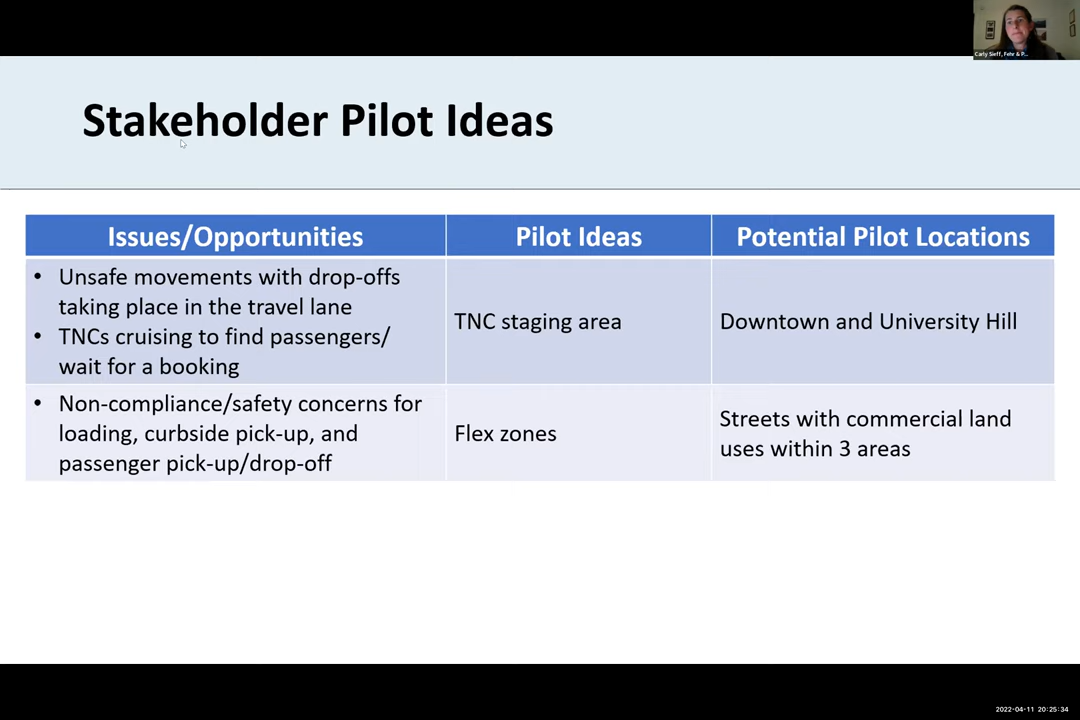 Carly Sieff, Fehr & P...
Stakeholder Pilot Ideas
Issues/Opportunities
Pilot Ideas
Potential Pilot Locations
• Unsafe movements with drop-offs
taking place in the travel lane
• TNCs cruising to find passengers/
wait for a booking
TNC staging area
Downtown and University Hill
• Non-compliance/safety concerns for
loading, curbside pick-up, and
passenger pick-up/drop-off
Flex zones
Streets with commercial land
uses within 3 areas
2022-04-11 20:25:34